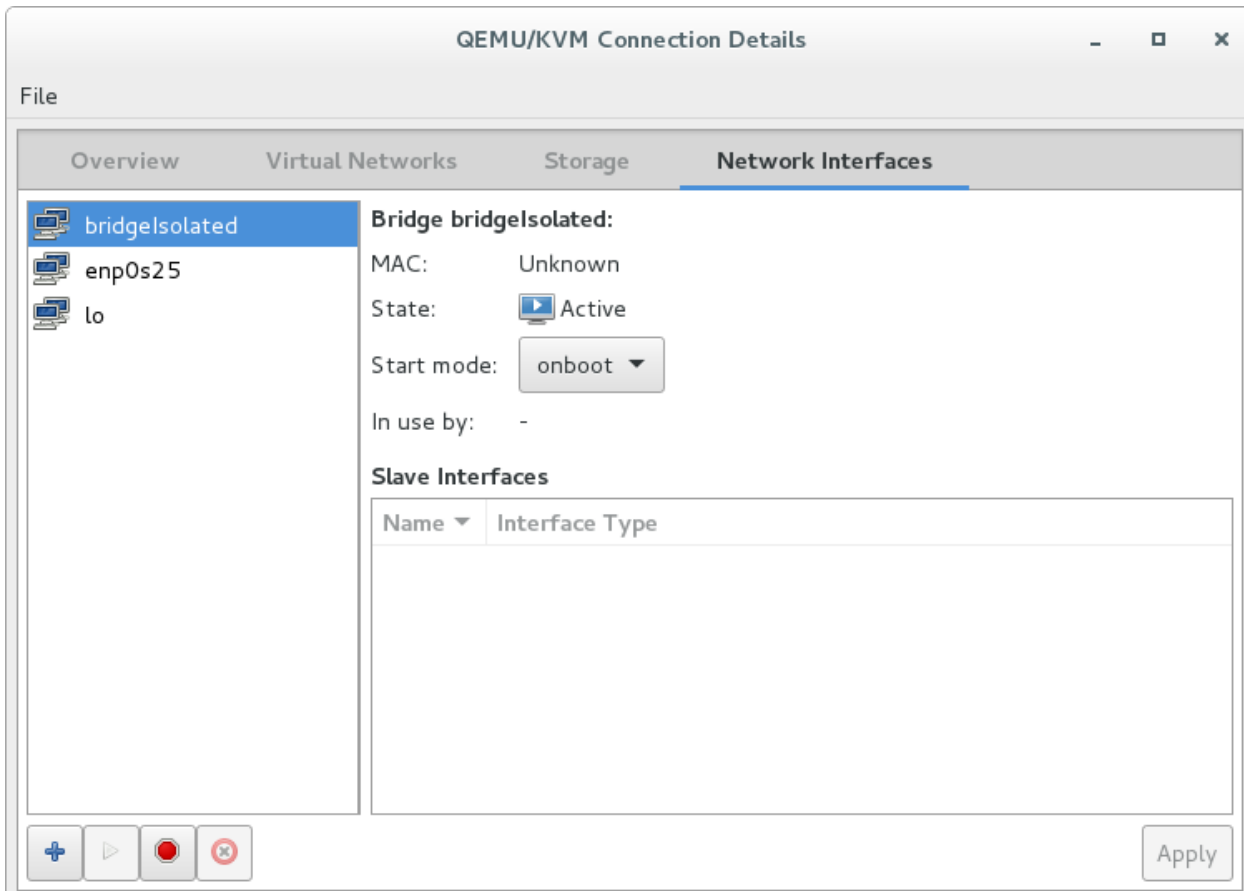 QEMU/KVM Connection Details
File
Overview Virtual Networks Storage Network Interfaces
bridgeIsolated
enp0s25
lo
Bridge bridgeIsolated:
MAC: Unknown
State: Active
Start mode: onboot
In use by: -
Slave Interfaces
Name Interface Type
Apply